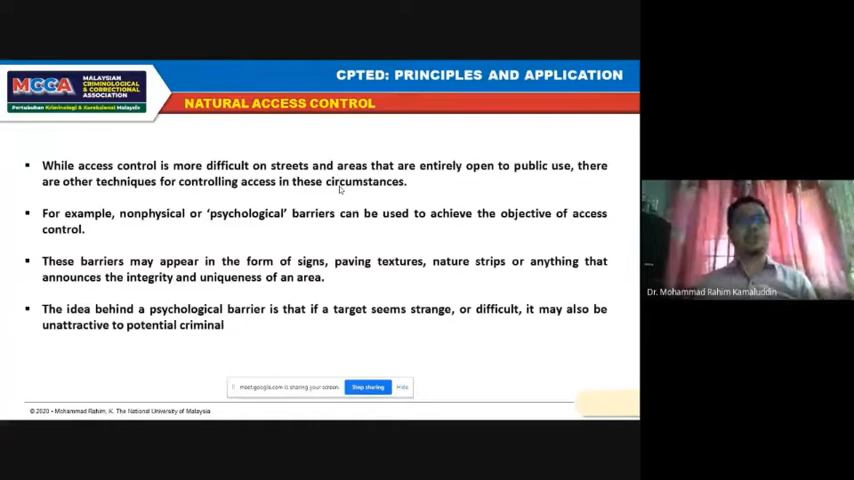 CPTED: PRINCIPLES AND APPLICATION
MCCA
MALAYSIAN
CRIMINOLOGICAL
& CORRECTIONAL
ASSOCIATION
Pertubuhan Kriminologi & Koreksional Malaysia
NATURAL ACCESS CONTROL
▪ While access control is more difficult on streets and areas that are entirely open to public use, there
are other techniques for controlling access in these circumstances.
▪ For example, nonphysical or ‘psychological’ barriers can be used to achieve the objective of access
control.
▪ These barriers may appear in the form of signs, paving textures, nature strips or anything that
announces the integrity and uniqueness of an area.
▪ The idea behind a psychological barrier is that if a target seems strange, or difficult, it may also be
unattractive to potential criminal
Dr. Mohammad Rahim Kamaluddin
meet.google.com is sharing your screen.
Stop sharing
Hide
© 2020 • Mohammad Rahim, K. The National University of Malaysia